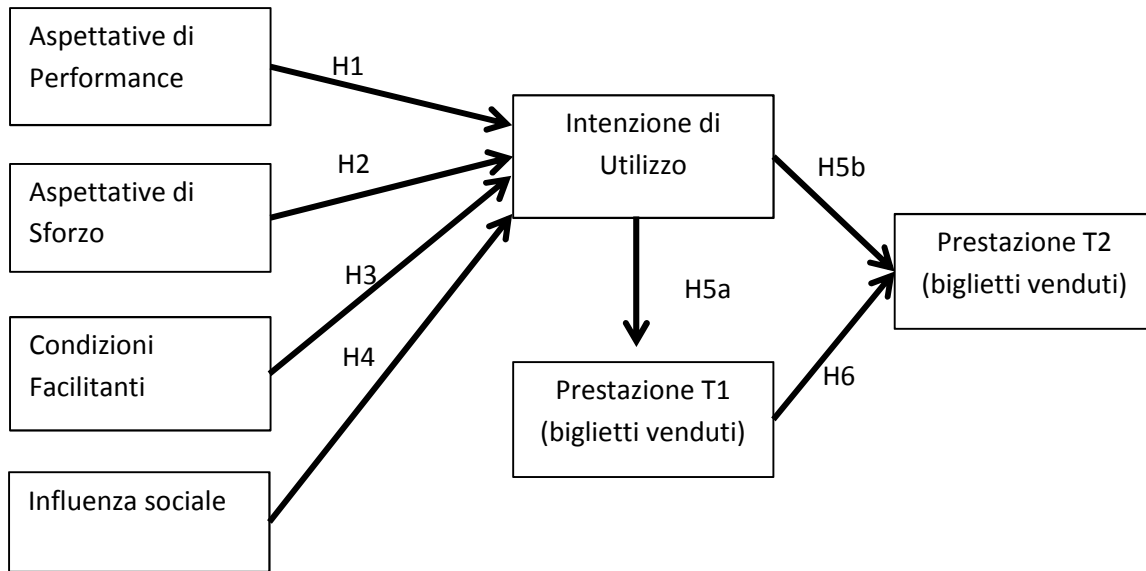 Aspettative di
Performance
H1
Aspettative di
Sforzo
H2
Condizioni
Facilitanti
H3
Influenza sociale
H4
Intenzione di
Utilizzo
H5a
Prestazione T1
(biglietti venduti)
H5b
H6
Prestazione T2
(biglietti venduti)